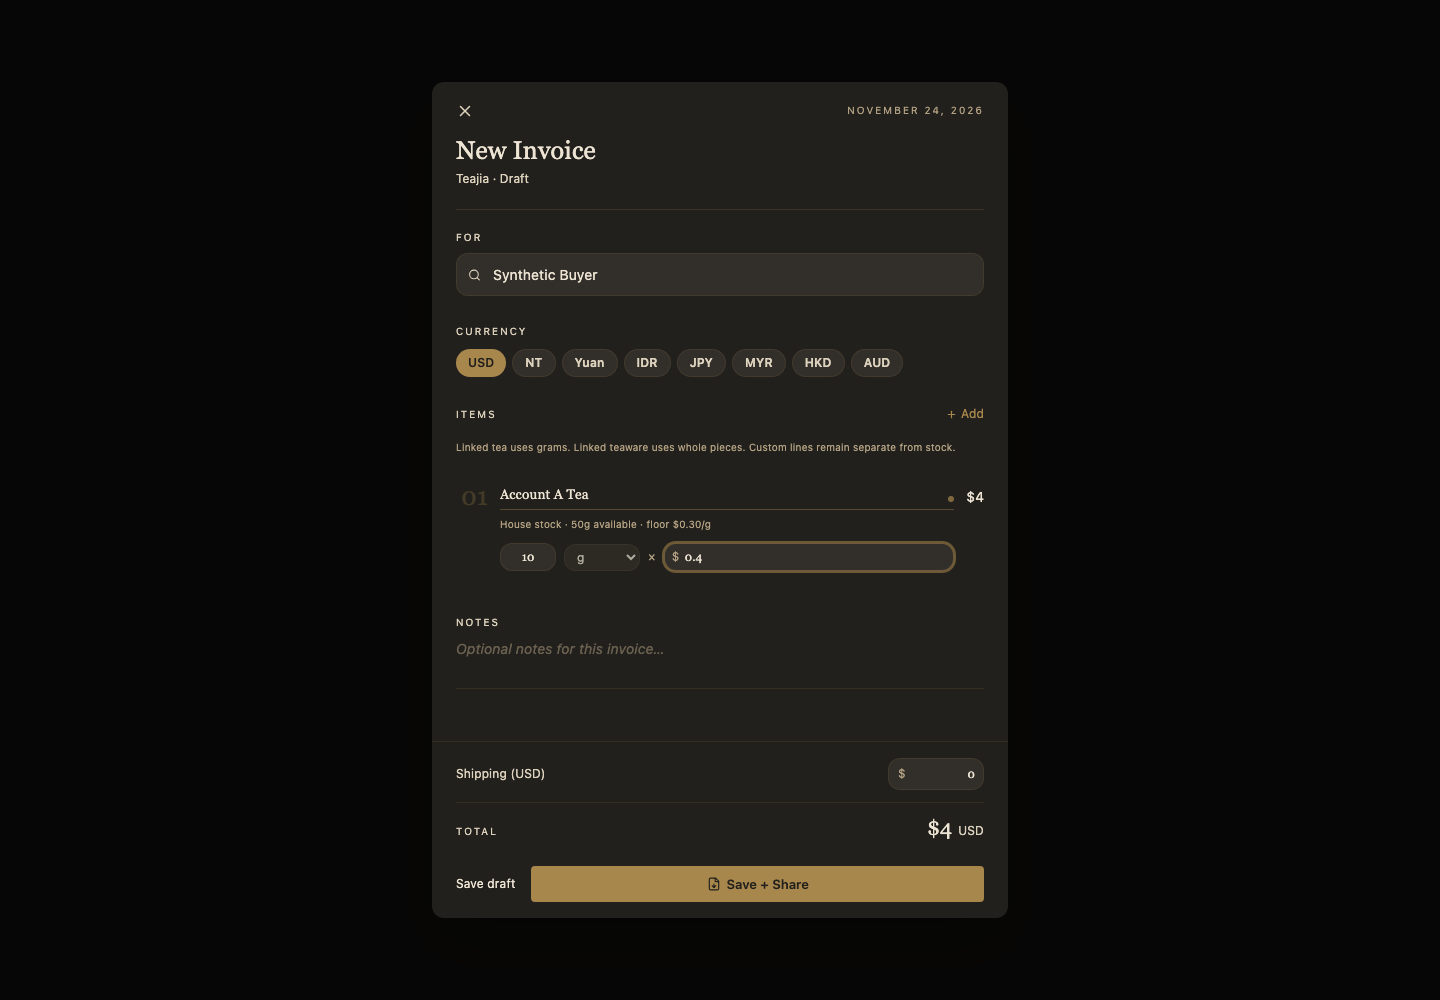 NOVEMBER 24, 2026
New Invoice
Teajia · Draft
FOR
Synthetic Buyer
CURRENCY
USD NT Yuan IDR JPY MYR HKD AUD
ITEMS + Add
Linked tea uses grams. Linked teaware uses whole pieces. Custom lines remain separate from stock.
01 Account A Tea $4
House stock · 50g available · floor $0.30/g
10 g × $ 0.4
NOTES
Optional notes for this invoice...
Shipping (USD) $ 0
TOTAL $4 USD
Save draft Save + Share